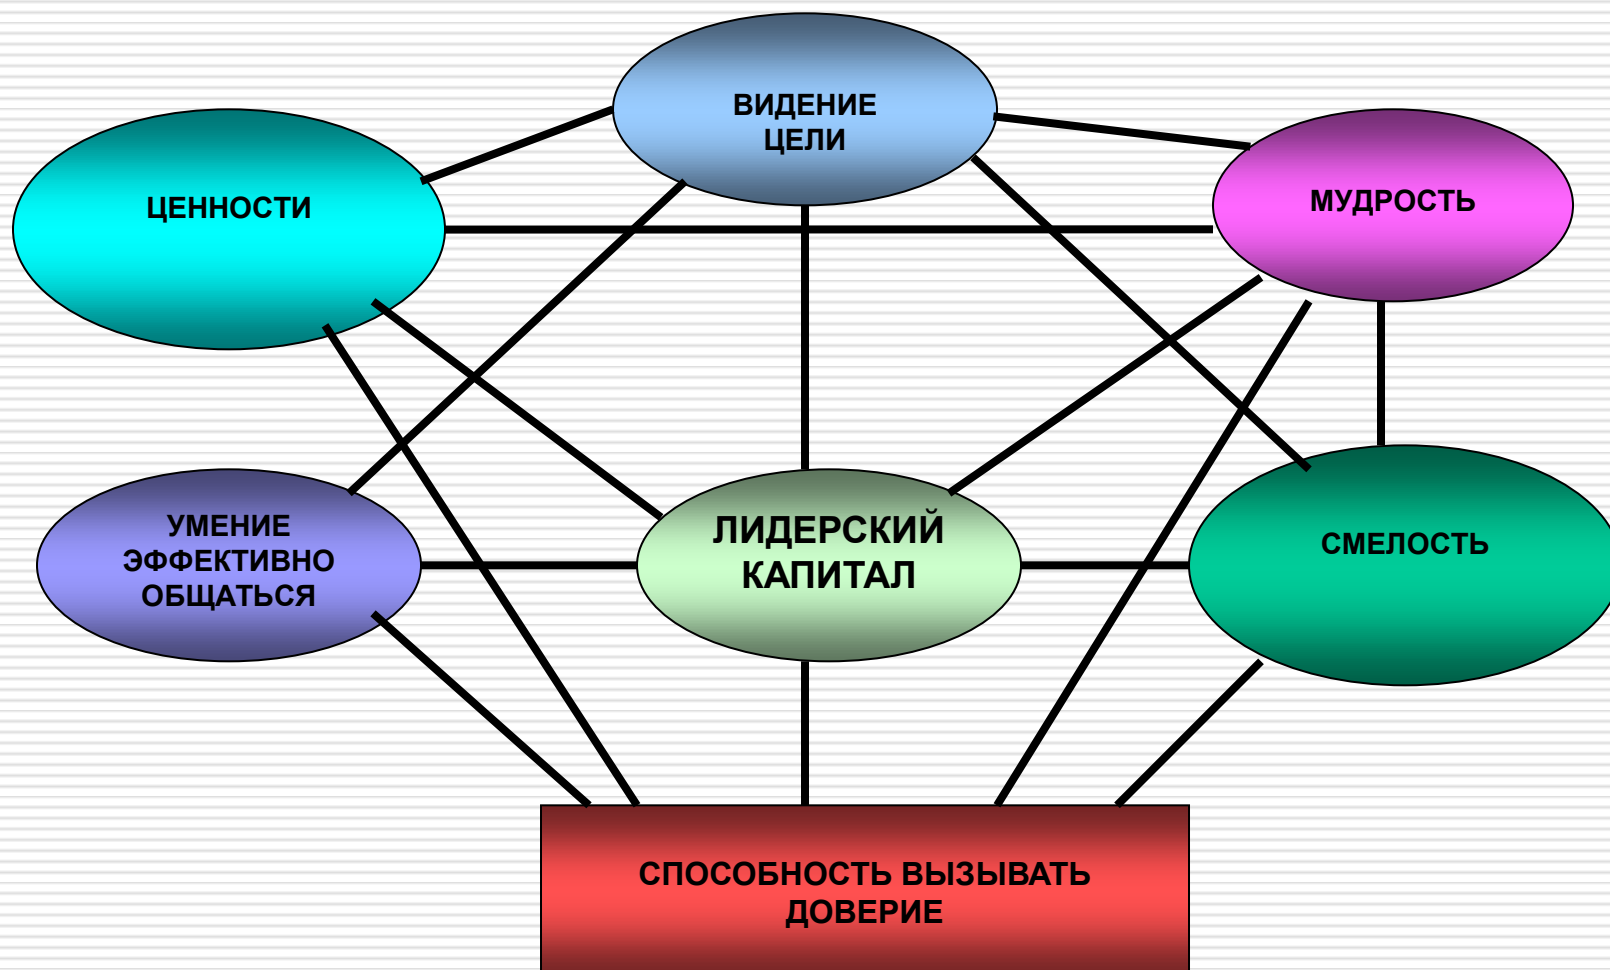 ВИДЕНИЕ
ЦЕЛИ
ЦЕННОСТИ
МУДРОСТЬ
УМЕНИЕ
ЭФФЕКТИВНО
ОБЩАТЬСЯ
ЛИДЕРСКИЙ
КАПИТАЛ
СМЕЛОСТЬ
СПОСОБНОСТЬ ВЫЗЫВАТЬ
ДОВЕРИЕ